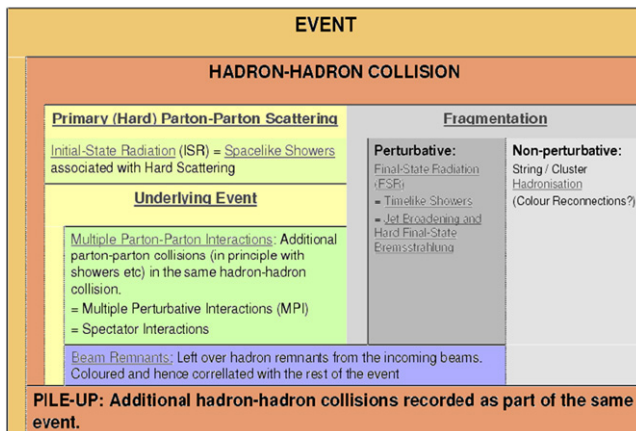 EVENT
HADRON-HADRON COLLISION
Primary (Hard) Parton-Parton Scattering
Initial-State Radiation (ISR) = Spacelike Showers
associated with Hard Scattering
Underlying Event
Multiple Parton-Parton Interactions: Additional
parton-parton collisions (in principle with
showers etc) in the same hadron-hadron
collision.
= Multiple Perturbative Interactions (MPI)
= Spectator Interactions
Fragmentation
Perturbative:
Final-State Radiation
(FSR)
= Timelike Showers
= Jet Broadening and
Hard Final-State
Bremsstrahlung
Non-perturbative:
String / Cluster
Hadronisation
(Colour Reconnections?)
Beam Remnants: Left over hadron remnants from the incoming beams.
Coloured and hence correllated with the rest of the event
PILE-UP: Additional hadron-hadron collisions recorded as part of the same
event.